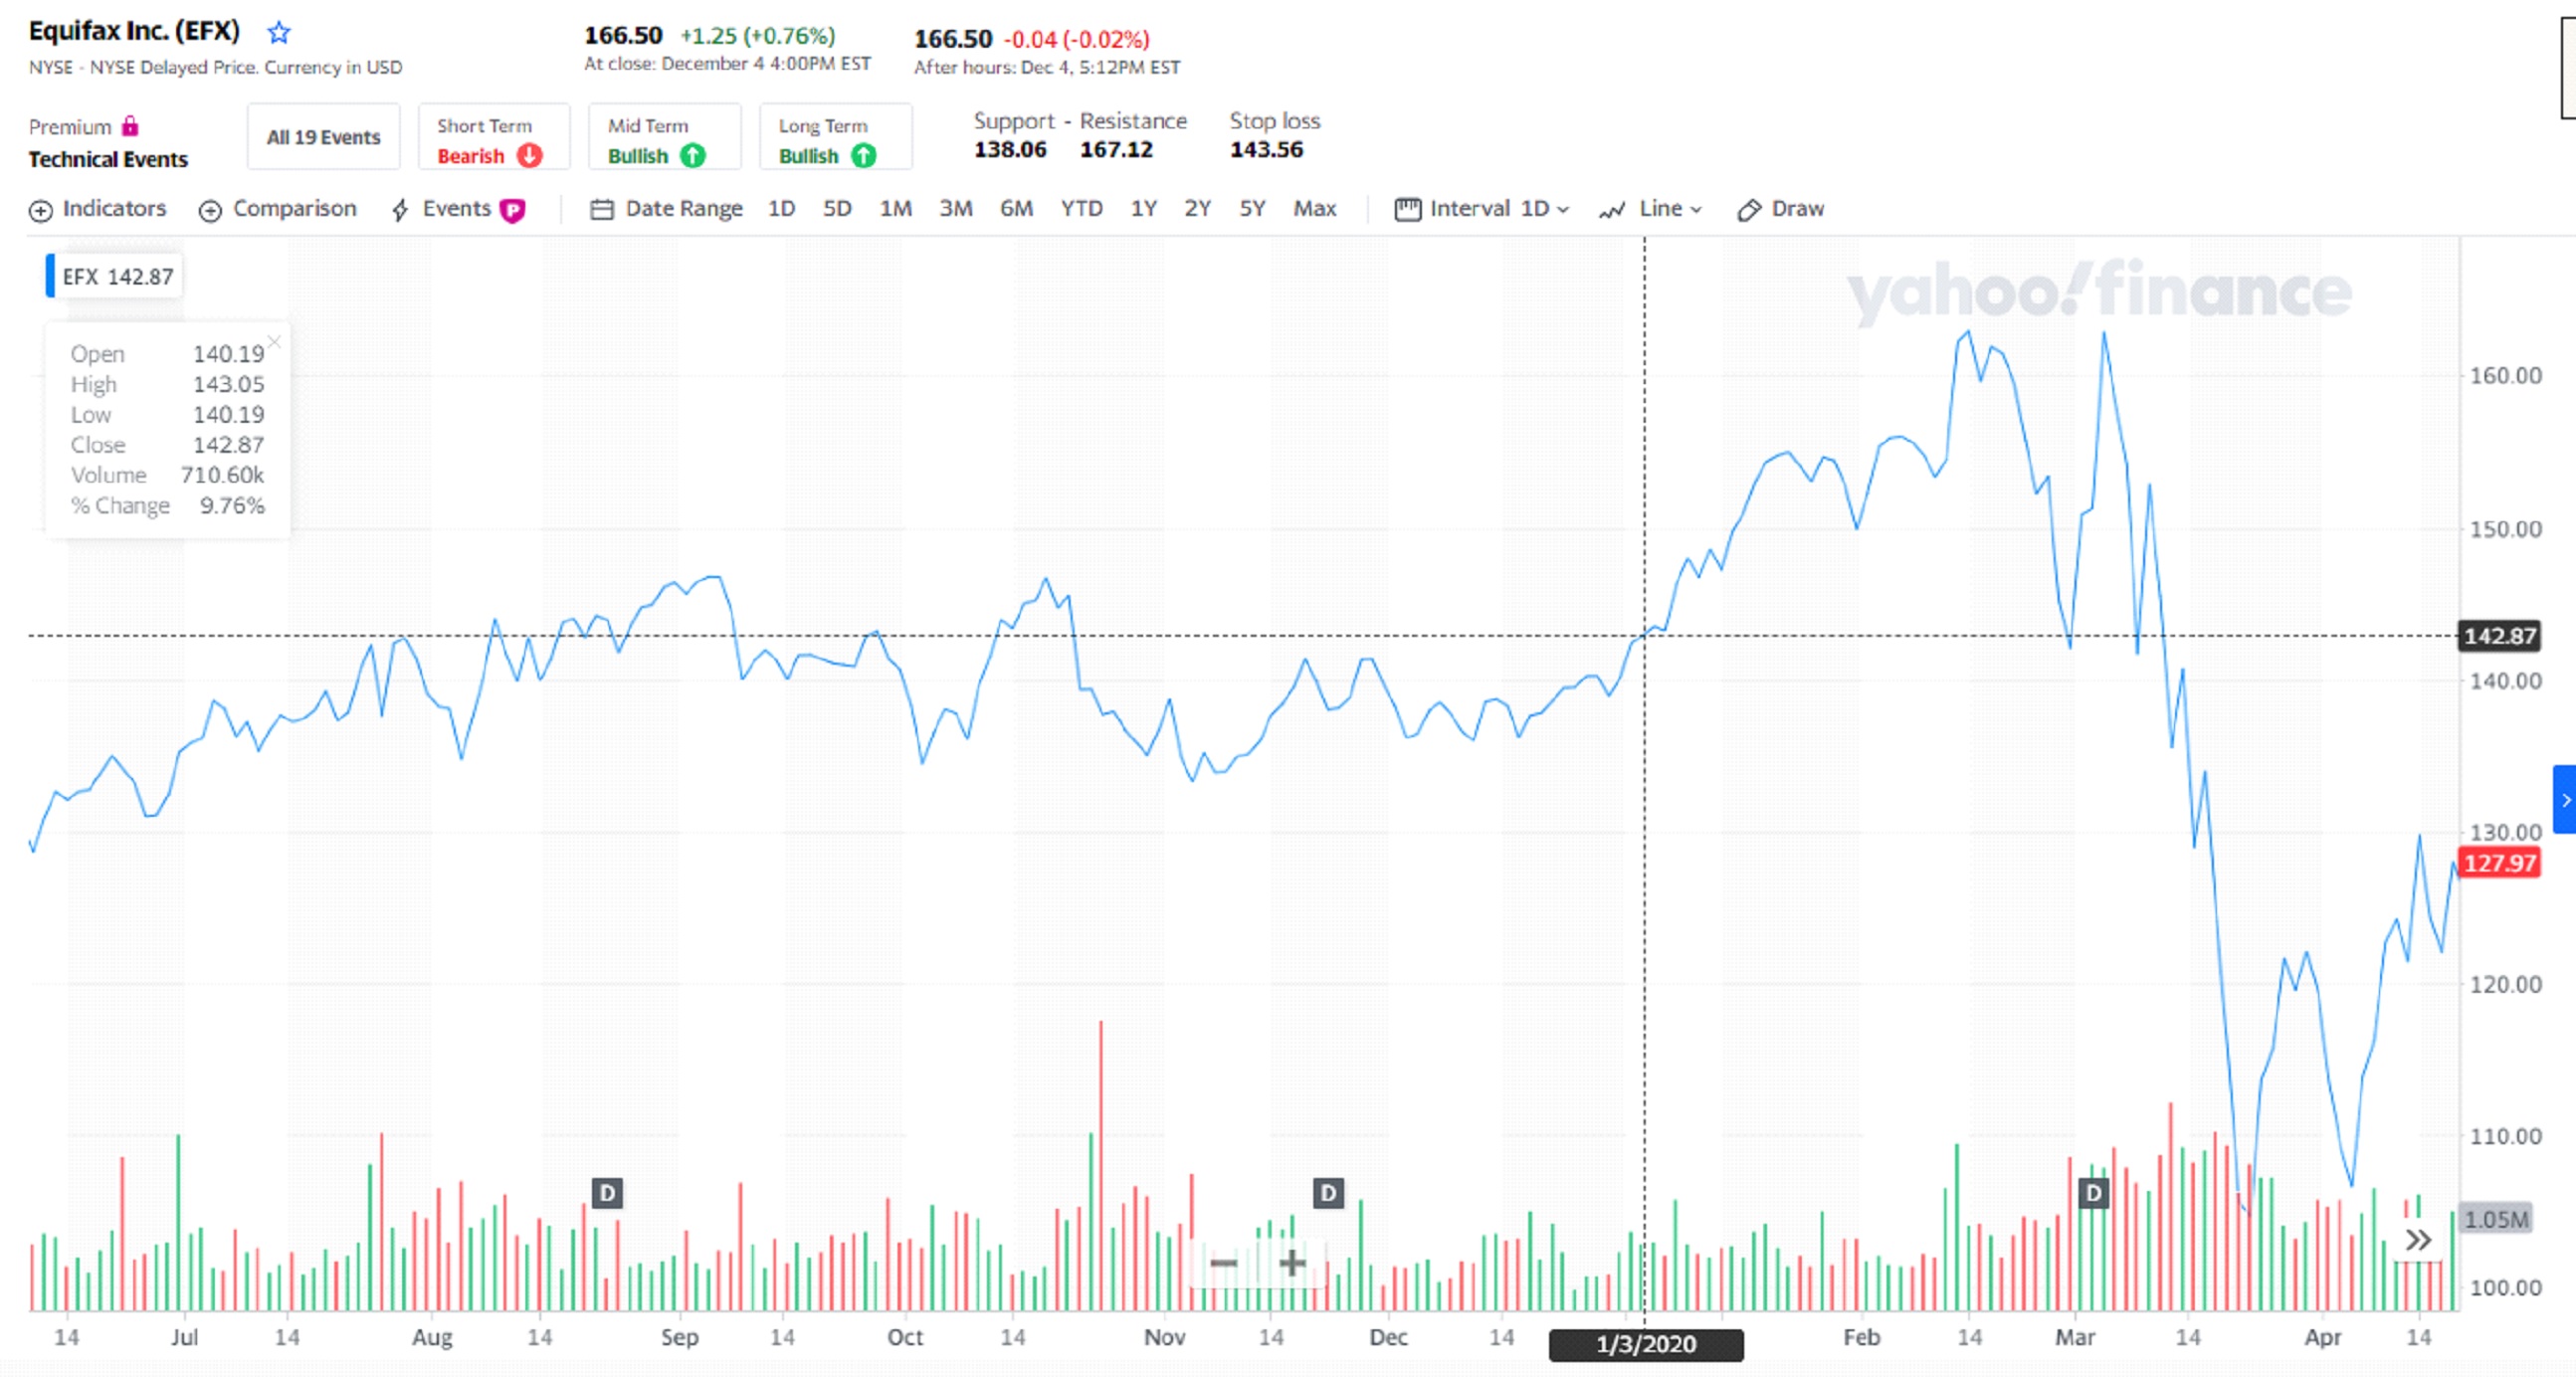 Equifax Inc. (EFX)
NYSE - NYSE Delayed Price. Currency in USD
166.50 +1.25 (+0.76%)
At close: December 4 4:00PM EST
166.50 -0.04 (-0.02%)
After hours: Dec 4, 5:12PM EST
Premium
Technical Events
All 19 Events
Short Term
Bearish
Mid Term
Bullish
Long Term
Bullish
Support - Resistance
138.06 167.12
Stop loss
143.56
Indicators Comparison Events P Date Range 1D 5D 1M 3M 6M YTD 1Y 2Y 5Y Max Interval 1D Line Draw
EFX 142.87
yahoo!finance
Open 140.19
High 143.05
Low 140.19
Close 142.87
Volume 710.60k
% Change 9.76%
160.00
150.00
142.87
140.00
130.00
127.97
120.00
110.00
D D D
1.05M
100.00
14 Jul 14 Aug 14 Sep 14 Oct 14 Nov 14 Dec 14 1/3/2020 Feb 14 Mar 14 Apr 14